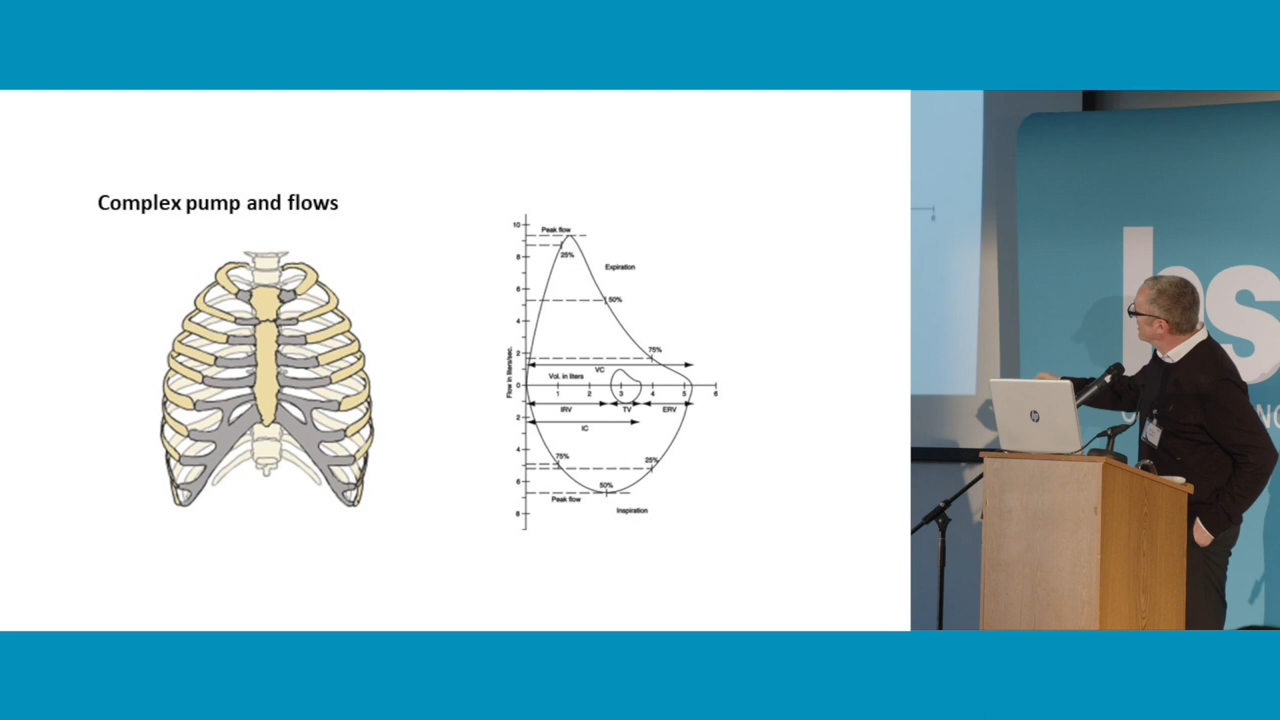 Complex pump and flows
10
Peak flow
25%
8
Expiration
6
50%
4
75%
2
VC
Flow in liters/sec.
Vol. in liters
0
1
2
3
4
5
6
IRV
TV
ERV
2
IC
4
75%
25%
6
50%
Peak flow
8
Inspiration
hp
bs